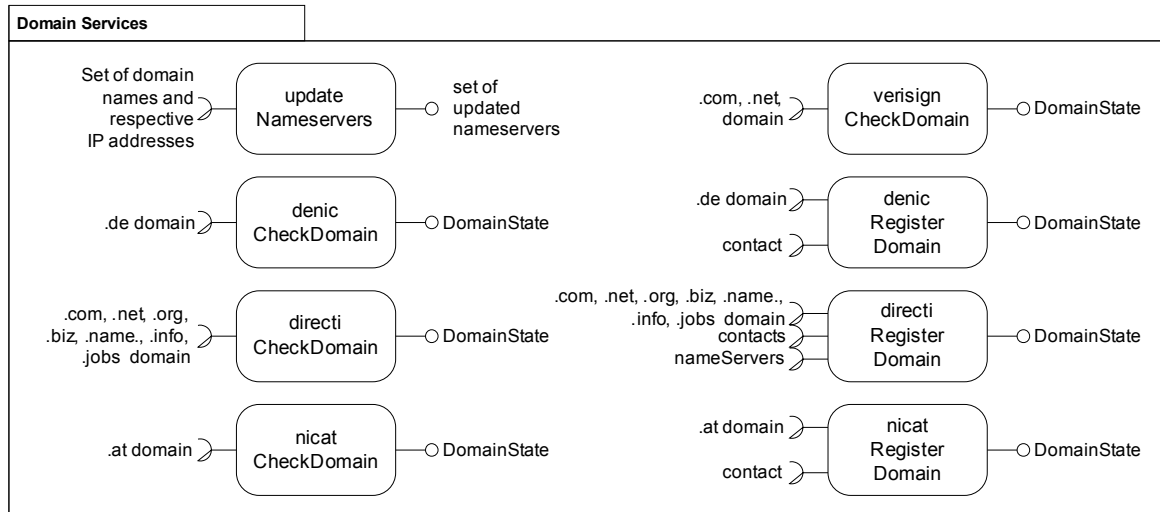 Domain Services
Set of domain
names and
respective
IP addresses
update
Nameservers
set of
updated
nameservers
.com, .net,
domain
verisign
CheckDomain
DomainState
.de domain
denic
CheckDomain
DomainState
.de domain
contact
denic
Register
Domain
DomainState
.com, .net, .org,
.biz, .name., .info,
.jobs domain
directi
CheckDomain
DomainState
.com, .net, .org, .biz, .name.,
.info, .jobs domain
contacts
nameServers
directi
Register
Domain
DomainState
.at domain
nicat
CheckDomain
DomainState
.at domain
contact
nicat
Register
Domain
DomainState